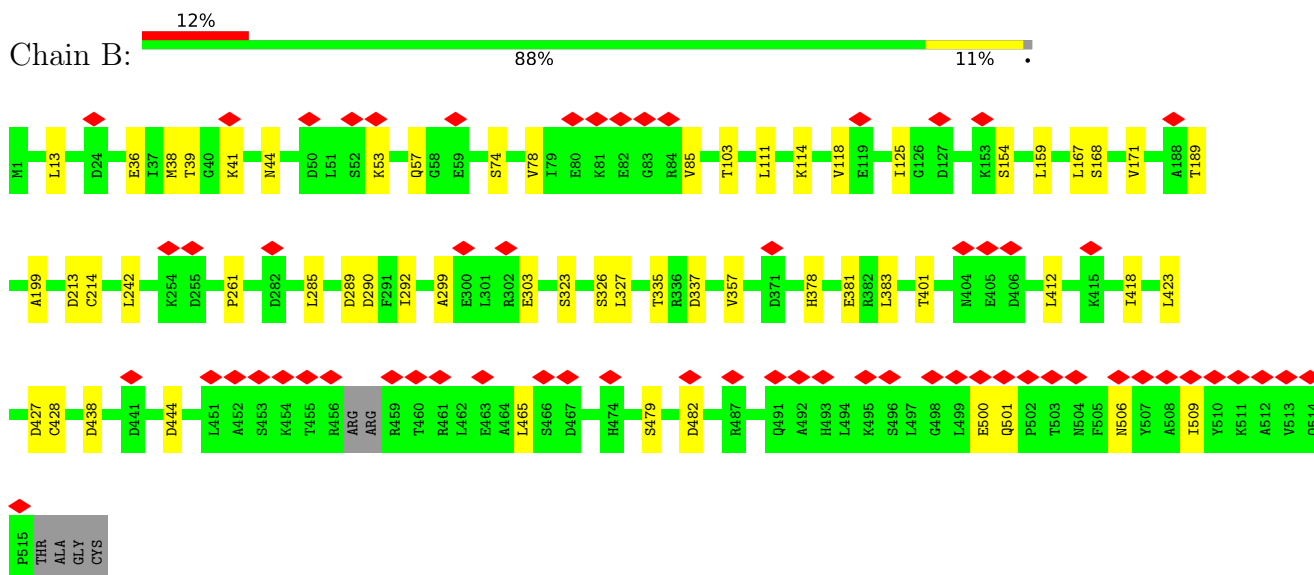 12%
Chain B:
88% 11% •
M1 L13 D24 E36 I37 M38 T39 G40 K41 N44 D50 L51 S52 K53 Q57 G58 E59 S74 V78 I79 E80 K81 E82 G83 R84 V85 T103 L111 K114 V118 E119 I125 G126 D127 K153 S154 L159 L167 S168 V171 A188 T189
A199 D213 C214 L242 K254 D255 P261 D282 L285 D289 D290 F291 I292 A299 E300 L301 R302 E303 S323 S326 L327 T335 R336 D337 V357 D371 H378 E381 R382 L383 T401 N404 E405 D406 L412 K415 I418 L423
D427 C428 D438 D441 D444 L451 A452 S453 K454 T455 R456 ARG ARG R459 T460 R461 L462 E463 A464 L465 S466 D467 H474 S479 D482 R487 Q491 A492 H493 L494 K495 S496 L497 G498 L499 E500 Q501 P502 T503 N504 F505 N506 Y507 A508 I509 Y510 K511 A512 V513 Q514
P515 THR ALA GLY CYS